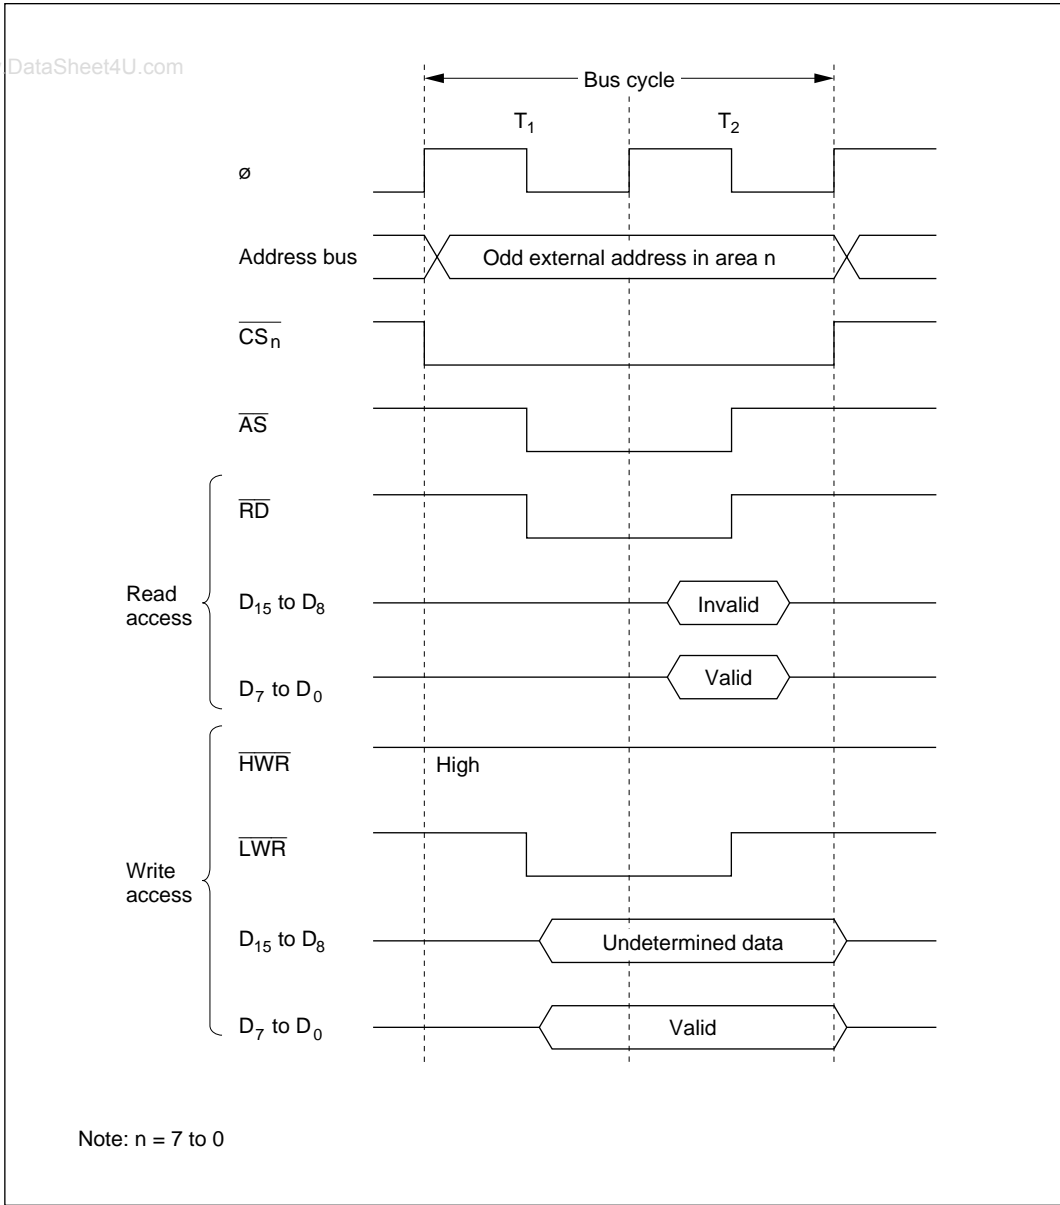 .DataSheet4U.com
Bus cycle
T1 T2
ø
Address bus Odd external address in area n
CSn
AS
RD
Read access
D15 to D8 Invalid
D7 to D0 Valid
HWR High
LWR
Write access
D15 to D8 Undetermined data
D7 to D0 Valid
Note: n = 7 to 0